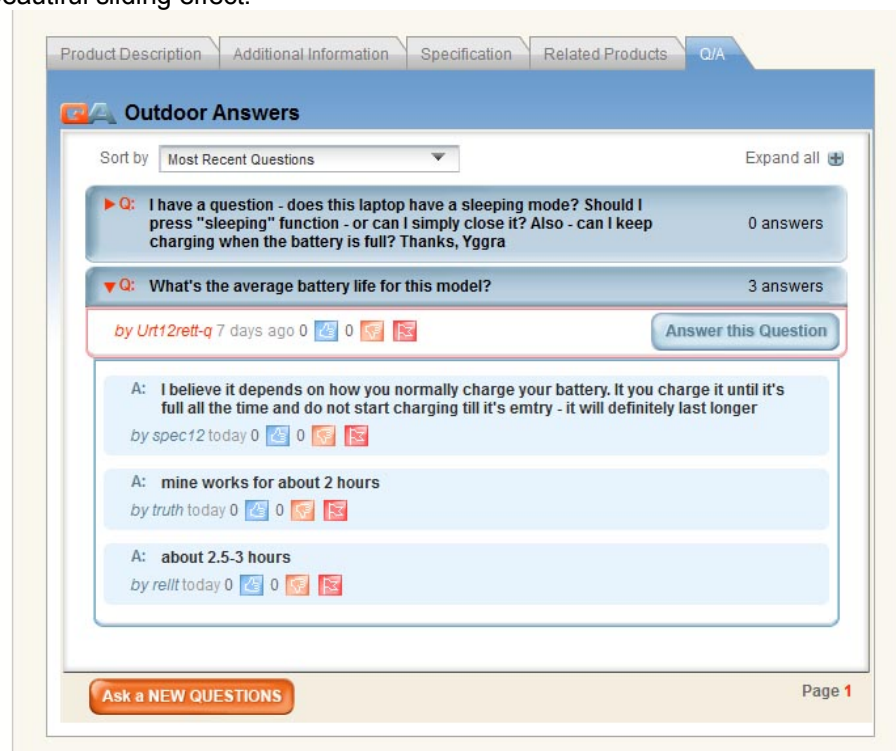 beautiful sliding effect.
Product Description Additional Information Specification Related Products Q/A
QA Outdoor Answers
Sort by Most Recent Questions Expand all
Q: I have a question - does this laptop have a sleeping mode? Should I
press "sleeping" function - or can I simply close it? Also - can I keep 0 answers
charging when the battery is full? Thanks, Yggra
Q: What's the average battery life for this model? 3 answers
by Urt12rett-q 7 days ago 0 0 Answer this Question
A: I believe it depends on how you normally charge your battery. It you charge it until it's
full all the time and do not start charging till it's emtry - it will definitely last longer
by spec12 today 0 0
A: mine works for about 2 hours
by truth today 0 0
A: about 2.5-3 hours
by rellt today 0 0
Ask a NEW QUESTIONS Page 1